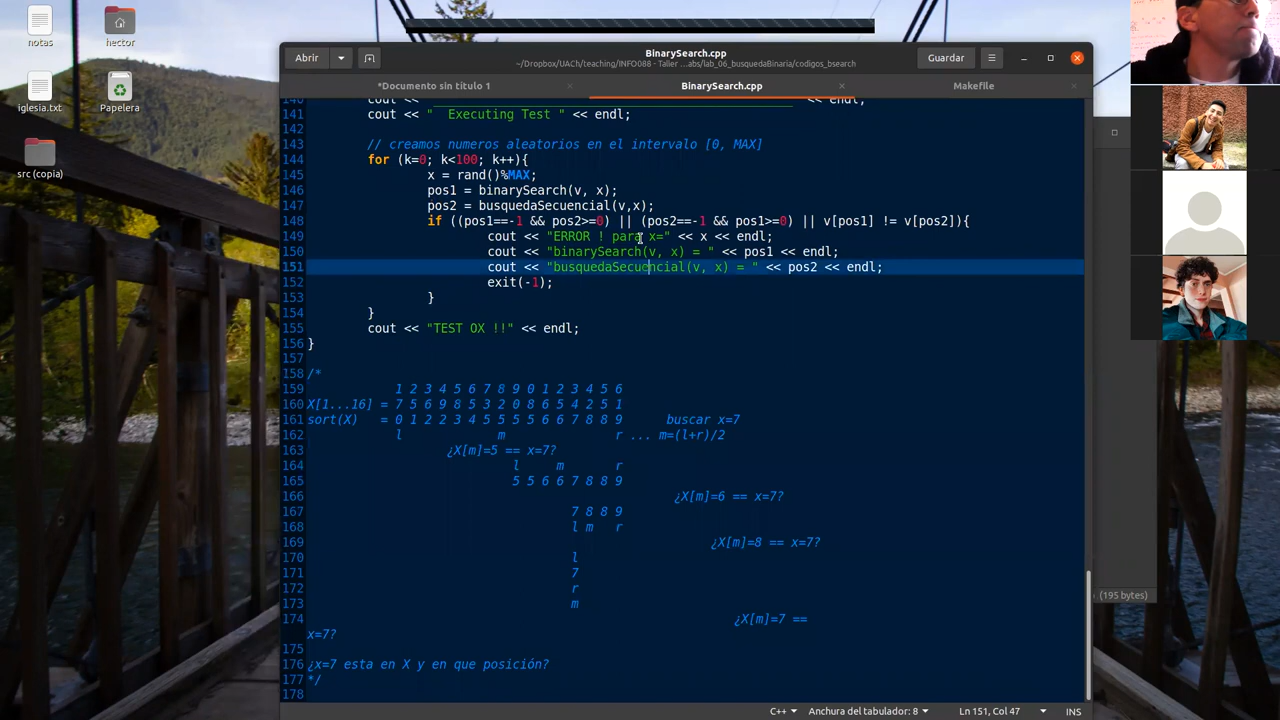 notas
hector
iglesia.txt
Papelera
src (copia)
Abrir
BinarySearch.cpp
~/Dropbox/UACh/teaching/INFO088 - Taller ...abs/lab_06_busquedaBinaria/codigos_bsearch
Guardar
*Documento sin título 1
BinarySearch.cpp
Makefile
140 cout << "____________________________________________" << endl;
141 cout << "  Executing Test " << endl;
142
143 // creamos numeros aleatorios en el intervalo [0, MAX]
144 for (k=0; k<100; k++){
145 x = rand()%MAX;
146 pos1 = binarySearch(v, x);
147 pos2 = busquedaSecuencial(v,x);
148 if ((pos1==-1 && pos2>=0) || (pos2==-1 && pos1>=0) || v[pos1] != v[pos2]){
149 cout << "ERROR ! para x=" << x << endl;
150 cout << "binarySearch(v, x) = " << pos1 << endl;
151 cout << "busquedaSecuencial(v, x) = " << pos2 << endl;
152 exit(-1);
153 }
154 }
155 cout << "TEST OX !!" << endl;
156 }
157
158 /*
159 1 2 3 4 5 6 7 8 9 0 1 2 3 4 5 6
160 X[1...16] = 7 5 6 9 8 5 3 2 0 8 6 5 4 2 5 1
161 sort(X)   = 0 1 2 2 3 4 5 5 5 5 6 6 7 8 8 9      buscar x=7
162 l m r ... m=(l+r)/2
163 ¿X[m]=5 == x=7?
164 l m r
165 5 5 6 6 7 8 8 9
166 ¿X[m]=6 == x=7?
167 7 8 8 9
168 l m r
169 ¿X[m]=8 == x=7?
170 l
171 7
172 r
173 m
174 ¿X[m]=7 ==
x=7?
175
176 ¿x=7 esta en X y en que posición?
177 */
178
(195 bytes)
C++
Anchura del tabulador: 8
Ln 151, Col 47
INS